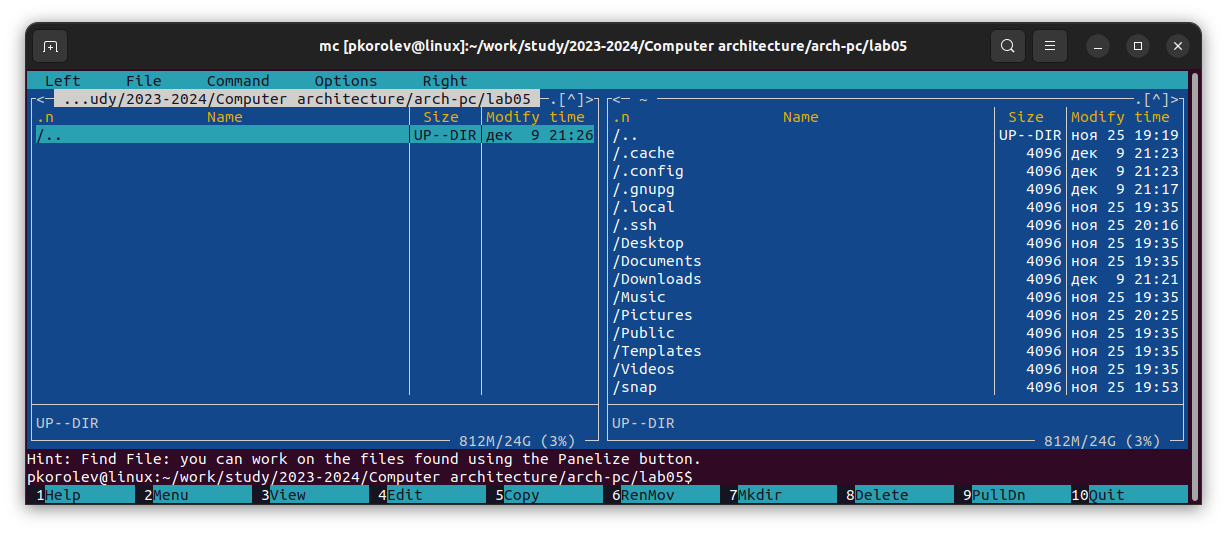 mc [pkorolev@linux]:~/work/study/2023-2024/Computer architecture/arch-pc/lab05
Left File Command Options Right
<─ ...udy/2023-2024/Computer architecture/arch-pc/lab05 ─.[^]>
.n Name Size Modify time
/.. UP--DIR дек 9 21:26
UP--DIR
812M/24G (3%)
<─ ~ ─.[^]>
.n Name Size Modify time
/.. UP--DIR ноя 25 19:19
/.cache 4096 дек 9 21:23
/.config 4096 дек 9 21:23
/.gnupg 4096 дек 9 21:17
/.local 4096 ноя 25 19:35
/.ssh 4096 ноя 25 20:16
/Desktop 4096 ноя 25 19:35
/Documents 4096 ноя 25 19:35
/Downloads 4096 дек 9 21:21
/Music 4096 ноя 25 19:35
/Pictures 4096 ноя 25 20:25
/Public 4096 ноя 25 19:35
/Templates 4096 ноя 25 19:35
/Videos 4096 ноя 25 19:35
/snap 4096 ноя 25 19:53
UP--DIR
812M/24G (3%)
Hint: Find File: you can work on the files found using the Panelize button.
pkorolev@linux:~/work/study/2023-2024/Computer architecture/arch-pc/lab05$
1Help 2Menu 3View 4Edit 5Copy 6RenMov 7Mkdir 8Delete 9PullDn 10Quit